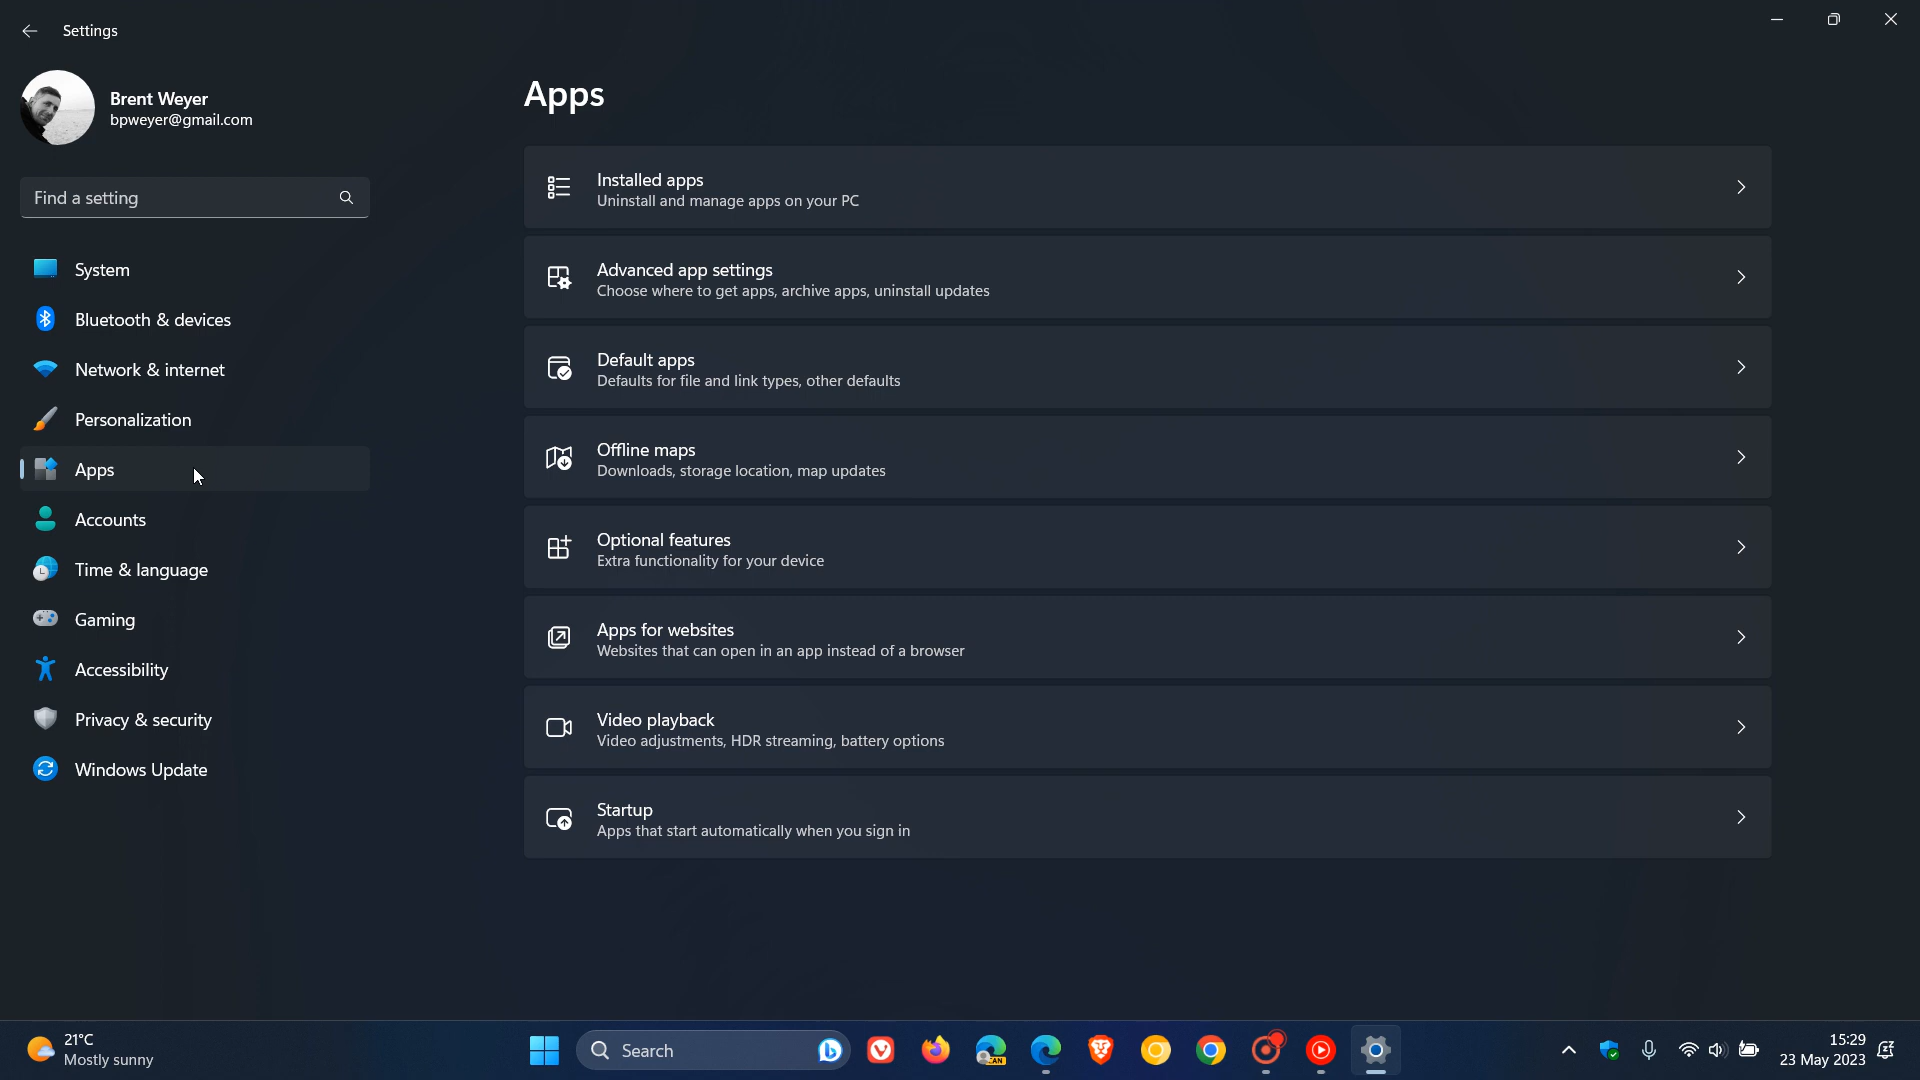 Settings
Brent Weyer
bpweyer@gmail.com
Find a setting
System
Bluetooth & devices
Network & internet
Personalization
Apps
Accounts
Time & language
Gaming
Accessibility
Privacy & security
Windows Update
Apps
Installed apps
Uninstall and manage apps on your PC
Advanced app settings
Choose where to get apps, archive apps, uninstall updates
Default apps
Defaults for file and link types, other defaults
Offline maps
Downloads, storage location, map updates
Optional features
Extra functionality for your device
Apps for websites
Websites that can open in an app instead of a browser
Video playback
Video adjustments, HDR streaming, battery options
Startup
Apps that start automatically when you sign in
21°C
Mostly sunny
Search
CAN
15:29
23 May 2023